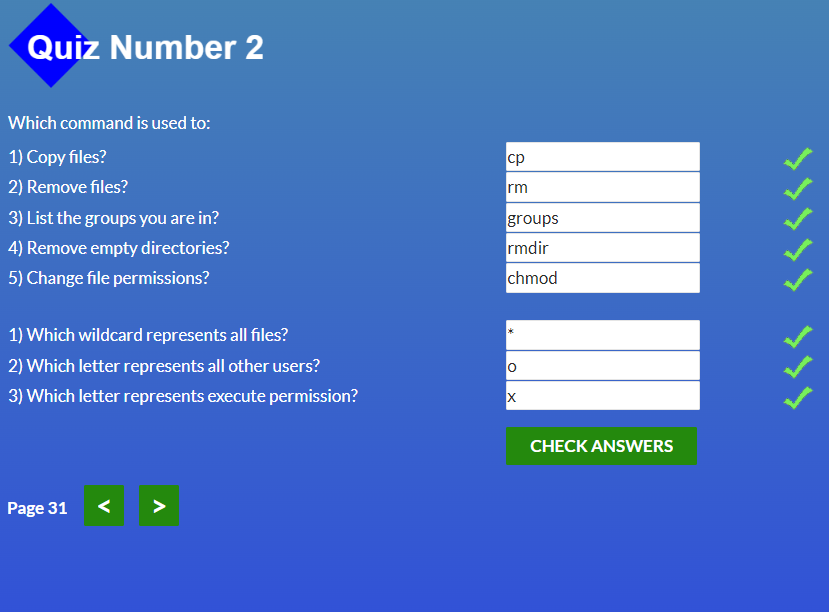 Quiz Number 2
Which command is used to:
1) Copy files? cp
2) Remove files? rm
3) List the groups you are in? groups
4) Remove empty directories? rmdir
5) Change file permissions? chmod
1) Which wildcard represents all files? *
2) Which letter represents all other users? o
3) Which letter represents execute permission? x
CHECK ANSWERS
Page 31 < >